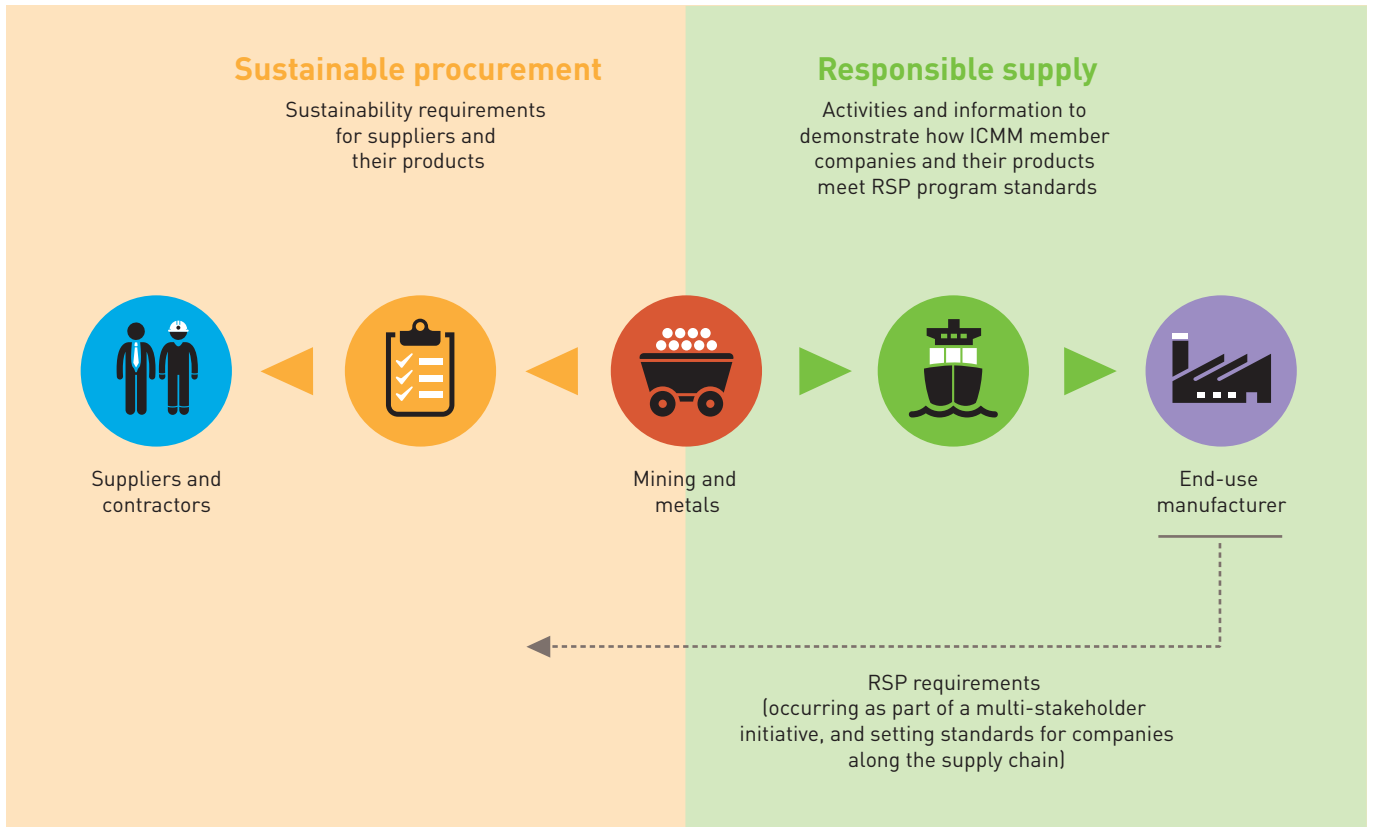 Sustainable procurement
Sustainability requirements
for suppliers and
their products
Responsible supply
Activities and information to
demonstrate how ICMM member
companies and their products
meet RSP program standards
Suppliers and
contractors
Mining and
metals
End-use
manufacturer
RSP requirements
(occurring as part of a multi-stakeholder
initiative, and setting standards for companies
along the supply chain)